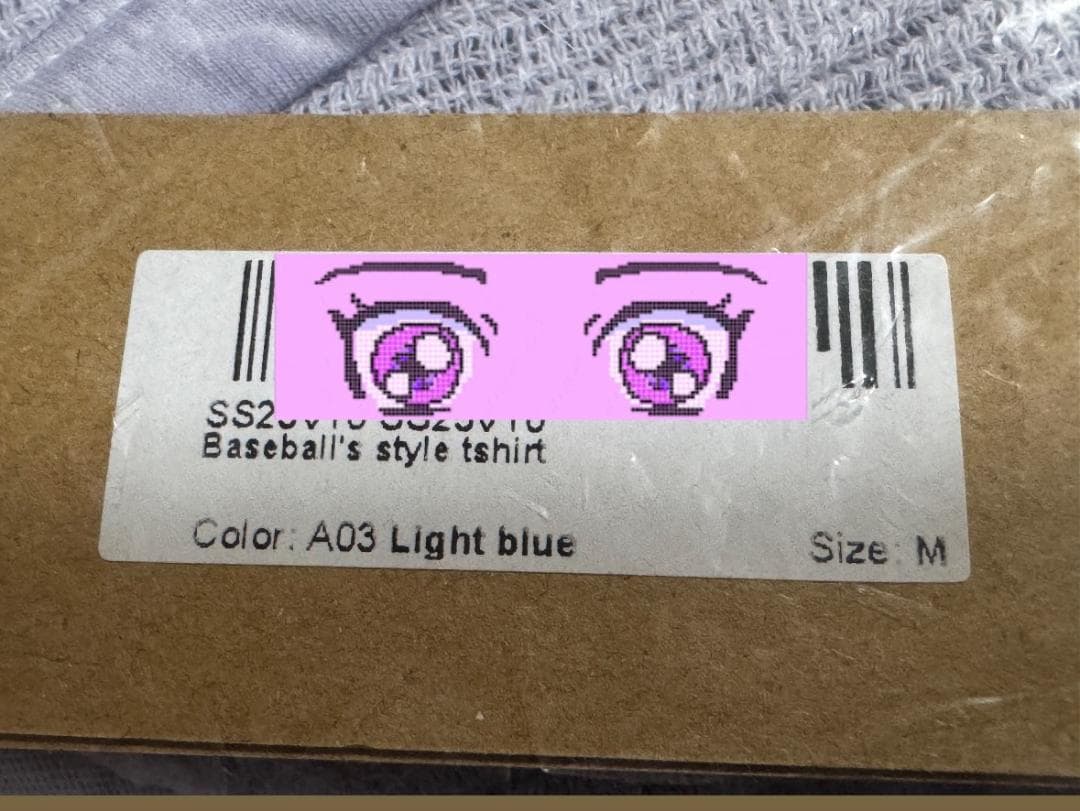 Baseball's style tshirt
Color: A03 Light blue
Size: M